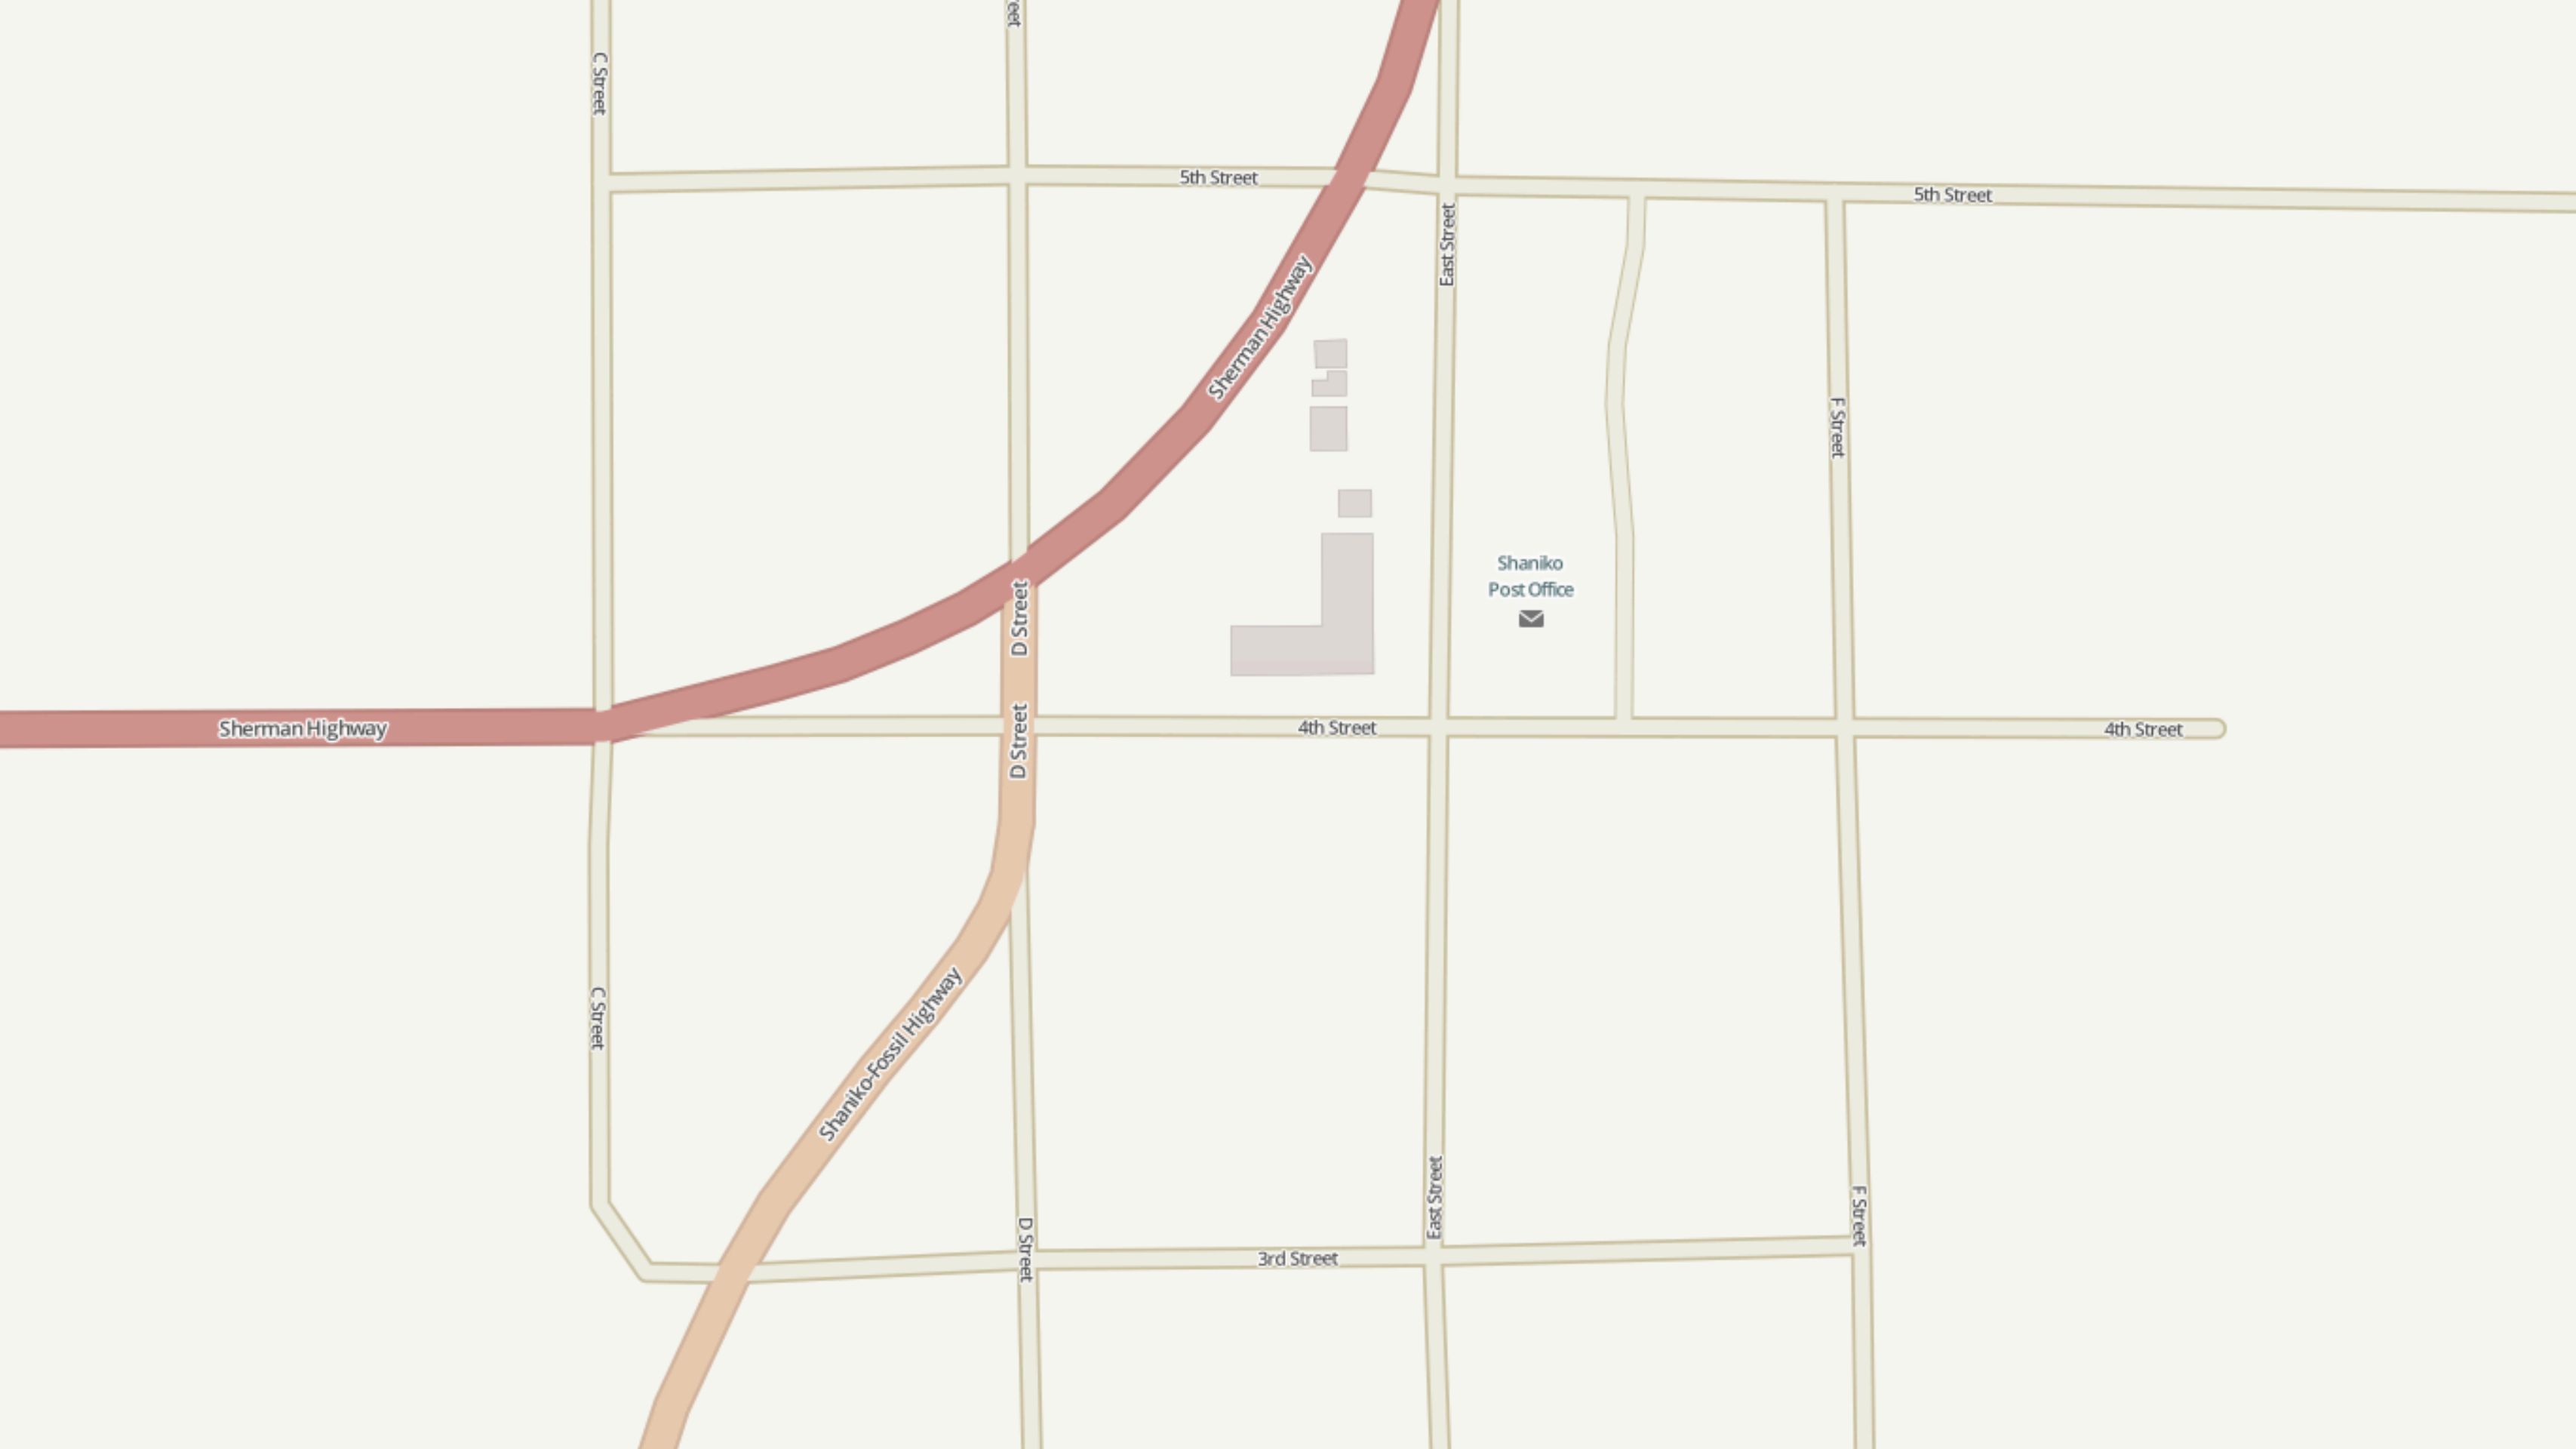 C Street
5th Street
5th Street
East Street
Sherman Highway
F Street
Shaniko
Post Office
D Street
Sherman Highway
D Street
4th Street
4th Street
C Street
Shaniko-Fossil Highway
East Street
F Street
D Street
3rd Street